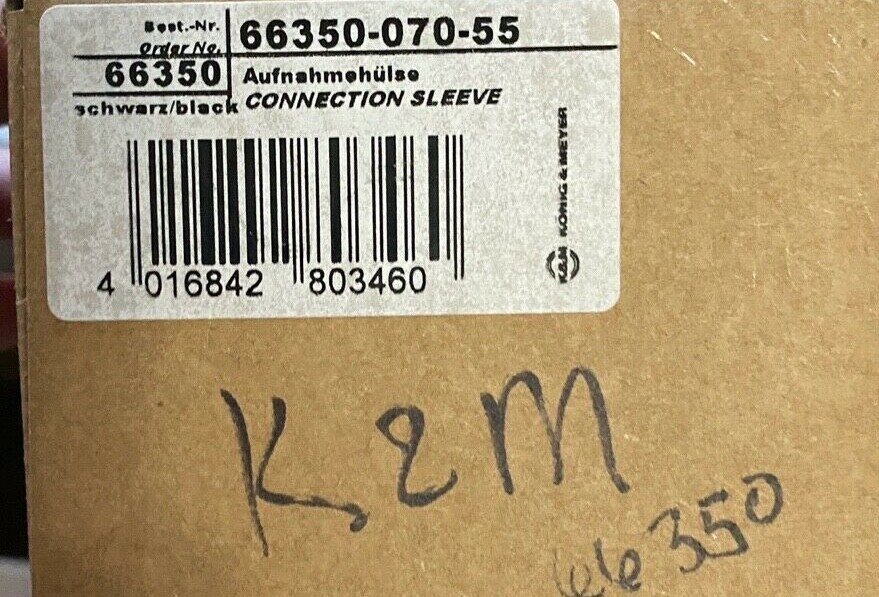 Best.-Nr.
Order No.
66350-070-55
66350
Aufnahmehülse
schwarz/black
CONNECTION SLEEVE
KÖNIG & MEYER
K&M
4 016842 803460
K&M
66350